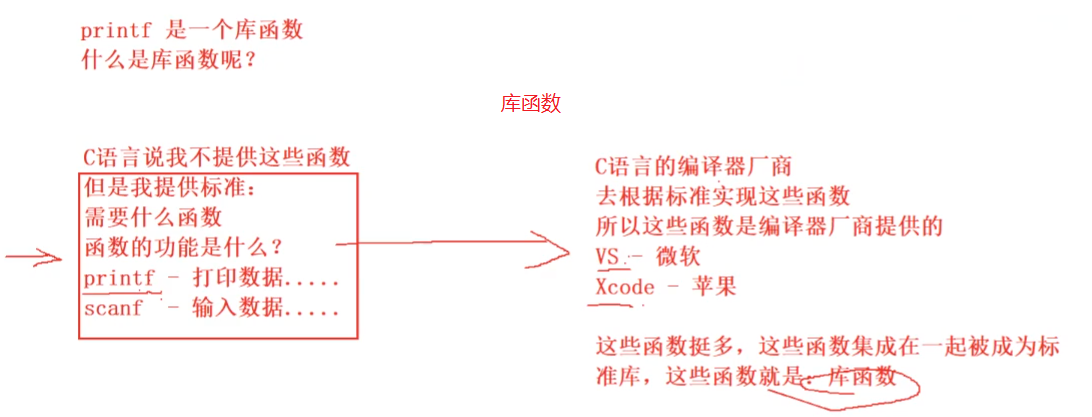 printf 是一个库函数
什么是库函数呢？
库函数
C语言说我不提供这些函数
但是我提供标准：
需要什么函数
函数的功能是什么？
printf - 打印数据.....
scanf  - 输入数据.....
C语言的编译器厂商
去根据标准实现这些函数
所以这些函数是编译器厂商提供的
VS - 微软
Xcode - 苹果
这些函数挺多，这些函数集成在一起被成为标
准库，这些函数就是：库函数